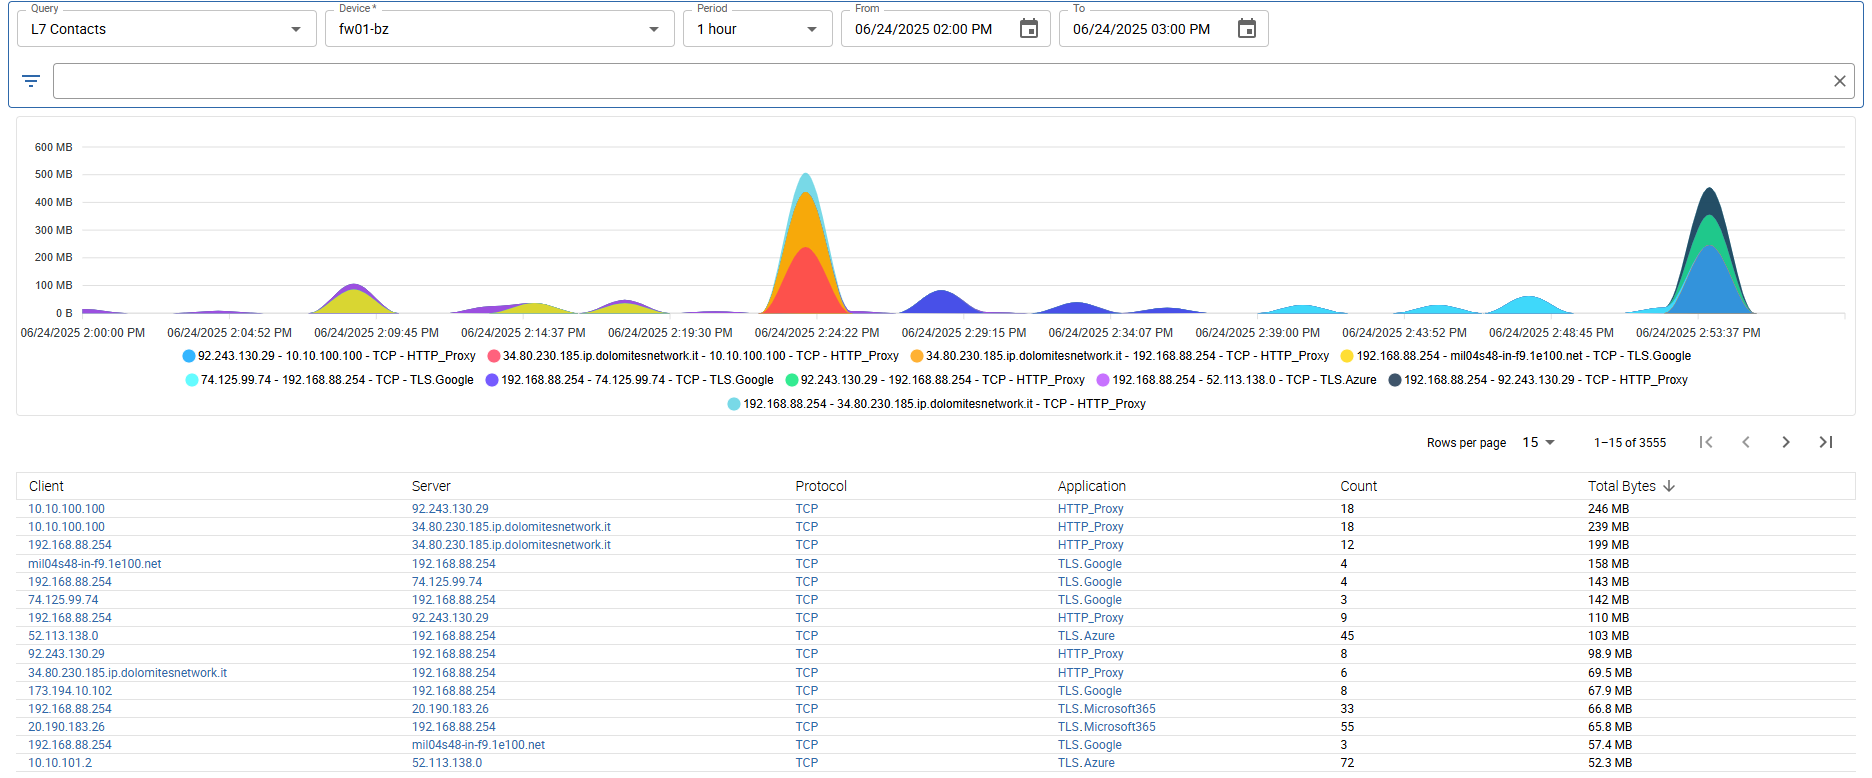 Query Device * Period From To
L7 Contacts fw01-bz 1 hour 06/24/2025 02:00 PM 06/24/2025 03:00 PM
600 MB
500 MB
400 MB
300 MB
200 MB
100 MB
0 B
06/24/2025 2:00:00 PM 06/24/2025 2:04:52 PM 06/24/2025 2:09:45 PM 06/24/2025 2:14:37 PM 06/24/2025 2:19:30 PM 06/24/2025 2:24:22 PM 06/24/2025 2:29:15 PM 06/24/2025 2:34:07 PM 06/24/2025 2:39:00 PM 06/24/2025 2:43:52 PM 06/24/2025 2:48:45 PM 06/24/2025 2:53:37 PM
92.243.130.29 - 10.10.100.100 - TCP - HTTP_Proxy 34.80.230.185.ip.dolomitesnetwork.it - 10.10.100.100 - TCP - HTTP_Proxy 34.80.230.185.ip.dolomitesnetwork.it - 192.168.88.254 - TCP - HTTP_Proxy 192.168.88.254 - mil04s48-in-f9.1e100.net - TCP - TLS.Google
74.125.99.74 - 192.168.88.254 - TCP - TLS.Google 192.168.88.254 - 74.125.99.74 - TCP - TLS.Google 92.243.130.29 - 192.168.88.254 - TCP - HTTP_Proxy 192.168.88.254 - 52.113.138.0 - TCP - TLS.Azure 192.168.88.254 - 92.243.130.29 - TCP - HTTP_Proxy
192.168.88.254 - 34.80.230.185.ip.dolomitesnetwork.it - TCP - HTTP_Proxy
Rows per page 15 1–15 of 3555
Client Server Protocol Application Count Total Bytes
10.10.100.100 92.243.130.29 TCP HTTP_Proxy 18 246 MB
10.10.100.100 34.80.230.185.ip.dolomitesnetwork.it TCP HTTP_Proxy 18 239 MB
192.168.88.254 34.80.230.185.ip.dolomitesnetwork.it TCP HTTP_Proxy 12 199 MB
mil04s48-in-f9.1e100.net 192.168.88.254 TCP TLS.Google 4 158 MB
192.168.88.254 74.125.99.74 TCP TLS.Google 4 143 MB
74.125.99.74 192.168.88.254 TCP TLS.Google 3 142 MB
192.168.88.254 92.243.130.29 TCP HTTP_Proxy 9 110 MB
52.113.138.0 192.168.88.254 TCP TLS.Azure 45 103 MB
92.243.130.29 192.168.88.254 TCP HTTP_Proxy 8 98.9 MB
34.80.230.185.ip.dolomitesnetwork.it 192.168.88.254 TCP HTTP_Proxy 6 69.5 MB
173.194.10.102 192.168.88.254 TCP TLS.Google 8 67.9 MB
192.168.88.254 20.190.183.26 TCP TLS.Microsoft365 33 66.8 MB
20.190.183.26 192.168.88.254 TCP TLS.Microsoft365 55 65.8 MB
192.168.88.254 mil04s48-in-f9.1e100.net TCP TLS.Google 3 57.4 MB
10.10.101.2 52.113.138.0 TCP TLS.Azure 72 52.3 MB